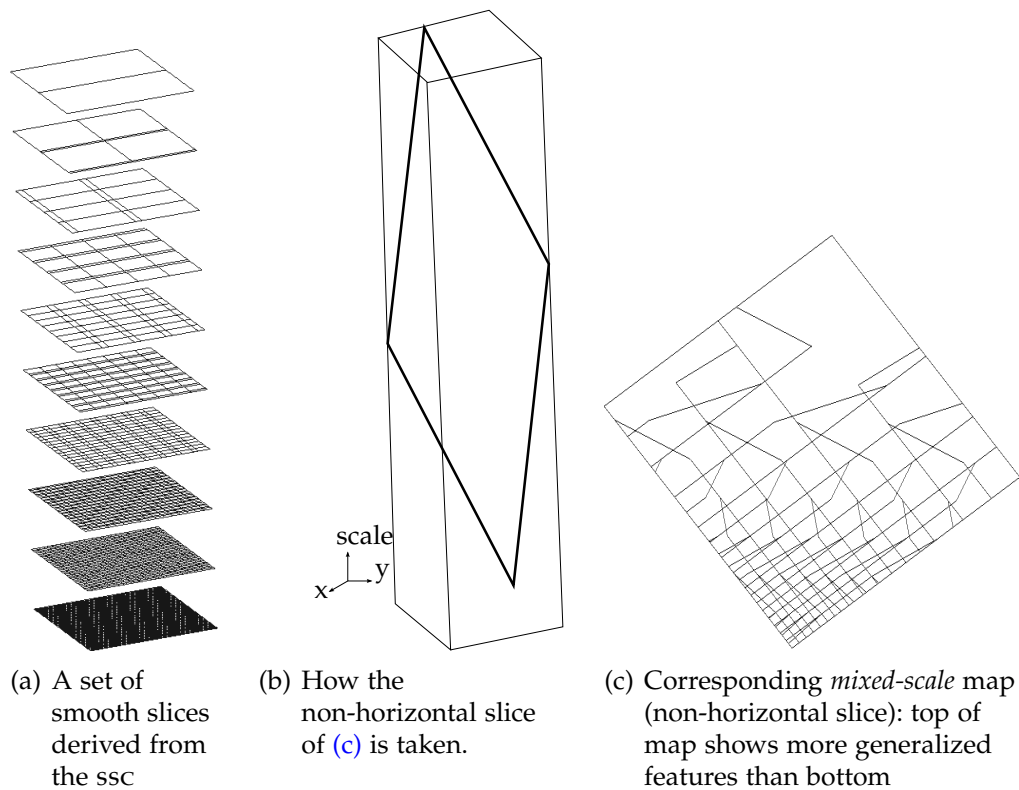 scale
y
x
(a) A set of
smooth slices
derived from
the SSC
(b) How the
non-horizontal slice
of (c) is taken.
(c) Corresponding mixed-scale map
(non-horizontal slice): top of
map shows more generalized
features than bottom